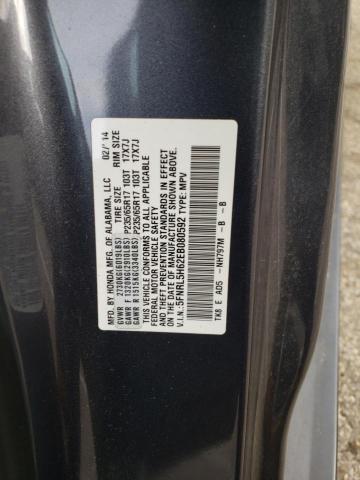 MFD. BY HONDA MFG. OF ALABAMA, LLC 02/ '14
GVWR 2730KG(6019LBS) TIRE SIZE RIM SIZE
GAWR F 1320KG(2910LBS) P235/65R17 103T 17X7J
GAWR R 1515KG(3340LBS) P235/65R17 103T 17X7J
THIS VEHICLE CONFORMS TO ALL APPLICABLE
FEDERAL MOTOR VEHICLE SAFETY
AND THEFT PREVENTION STANDARDS IN EFFECT
ON THE DATE OF MANUFACTURE SHOWN ABOVE.
V.I.N.:5FNRL5H62EB080592 TYPE: MPV
TK8 E AD5 - NH797M - B - B